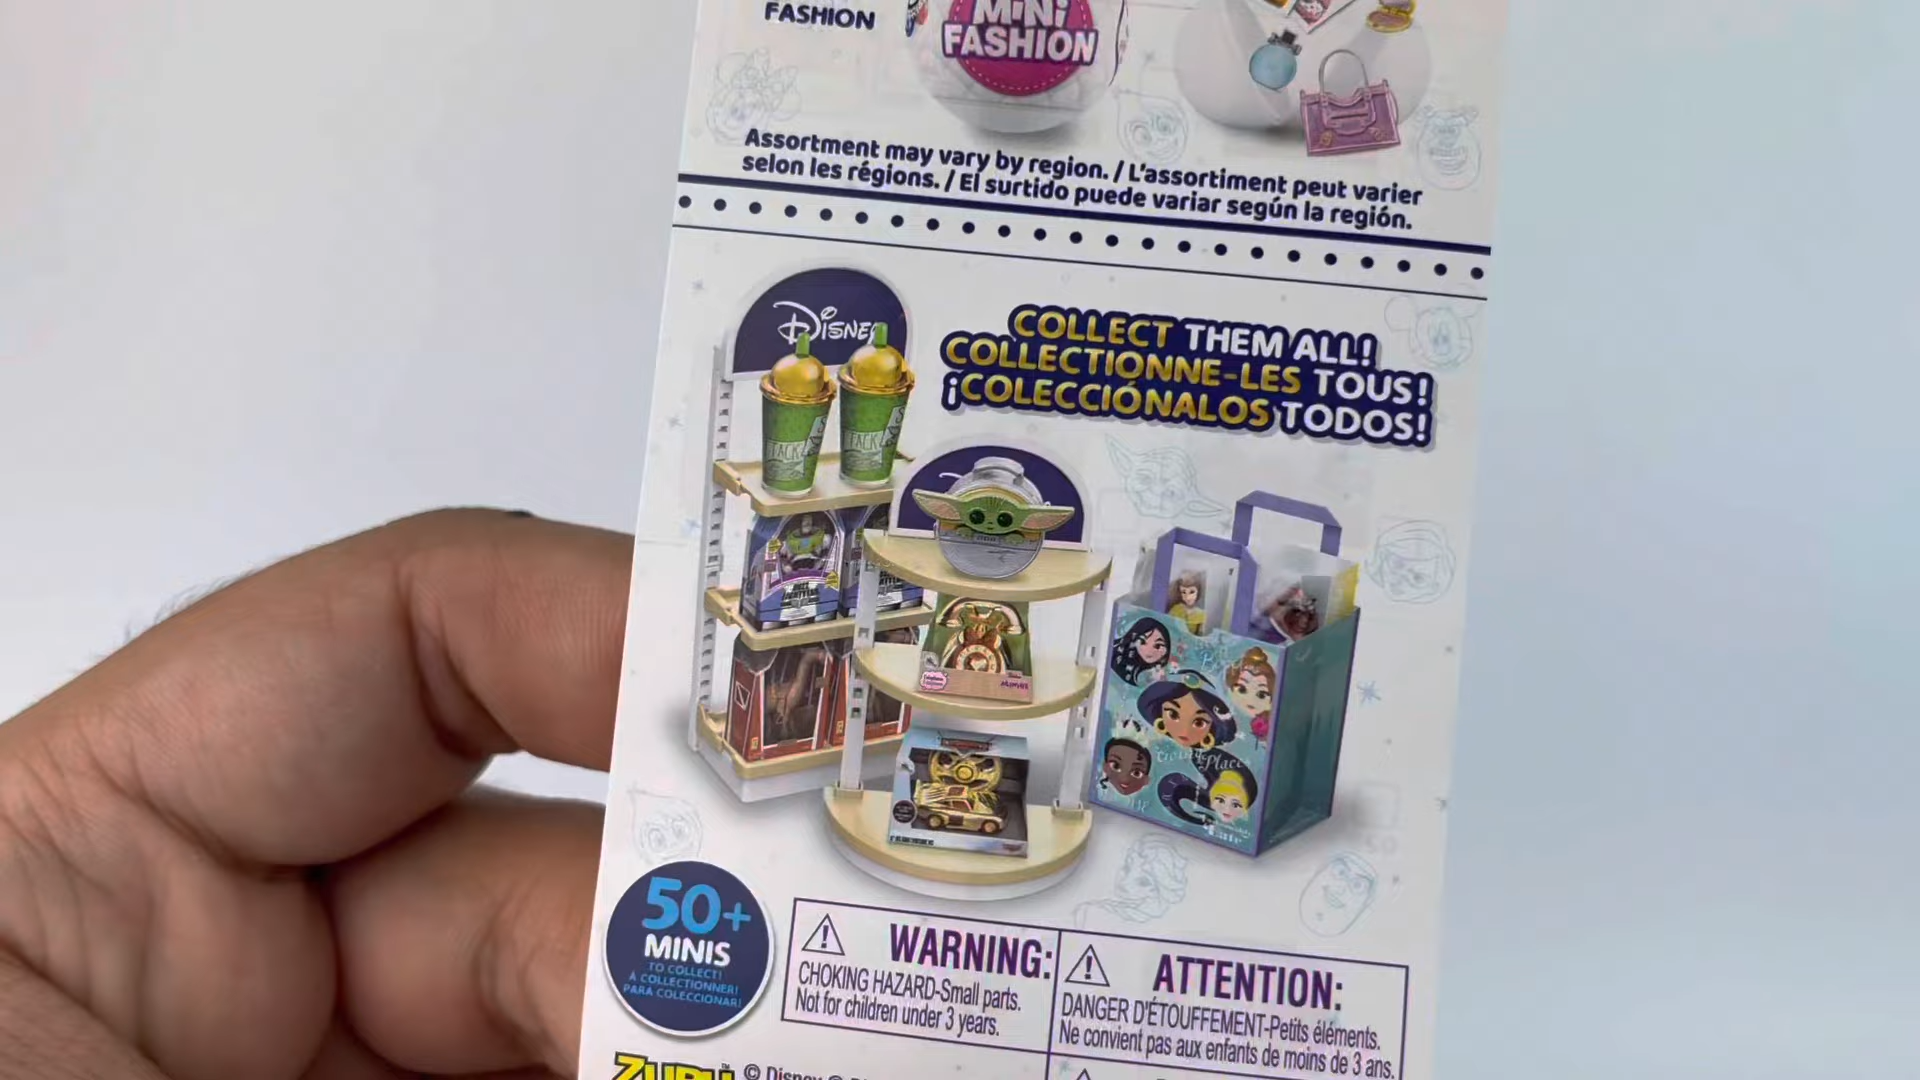 FASHION
MINI
FASHION
Assortment may vary by region. / L'assortiment peut varier
selon les régions. / El surtido puede variar según la región.
DISNEY
COLLECT THEM ALL!
COLLECTIONNE-LES TOUS!
¡COLECCIÓNALOS TODOS!
50+
MINIS
TO COLLECT!
À COLLECTIONNER!
PARA COLECCIONAR!
WARNING:
CHOKING HAZARD-Small parts.
Not for children under 3 years.
ATTENTION:
DANGER D'ÉTOUFFEMENT-Petits éléments.
Ne convient pas aux enfants de moins de 3 ans.
ZURU
© Disney